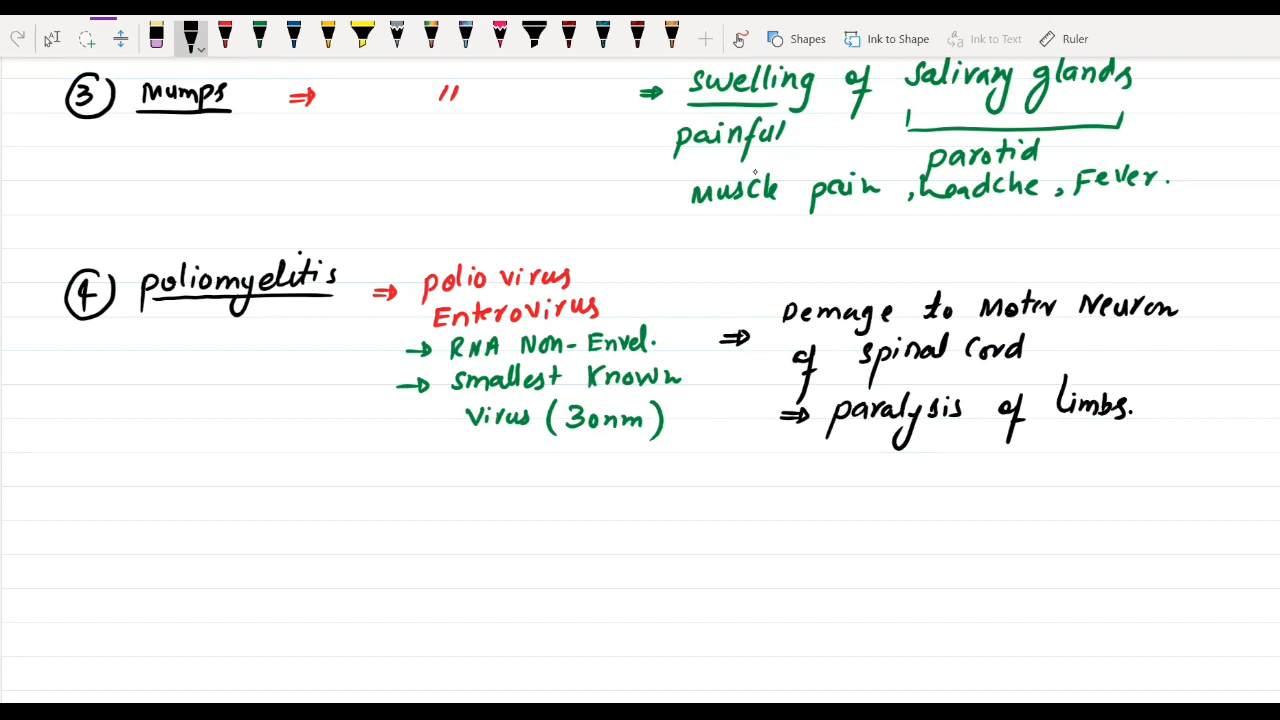 Shapes Ink to Shape Ink to Text Ruler
③ Mumps ⇒ " ⇒ swelling of salivary glands
painful
parotid
muscle pain , headche , Fever.
④ poliomyelitis ⇒ polio virus
Enterovirus
→ RNA Non-Envel.
→ smallest known
virus (30nm)
⇒ Demage to Motor Neuron
of spinal cord
⇒ paralysis of limbs.